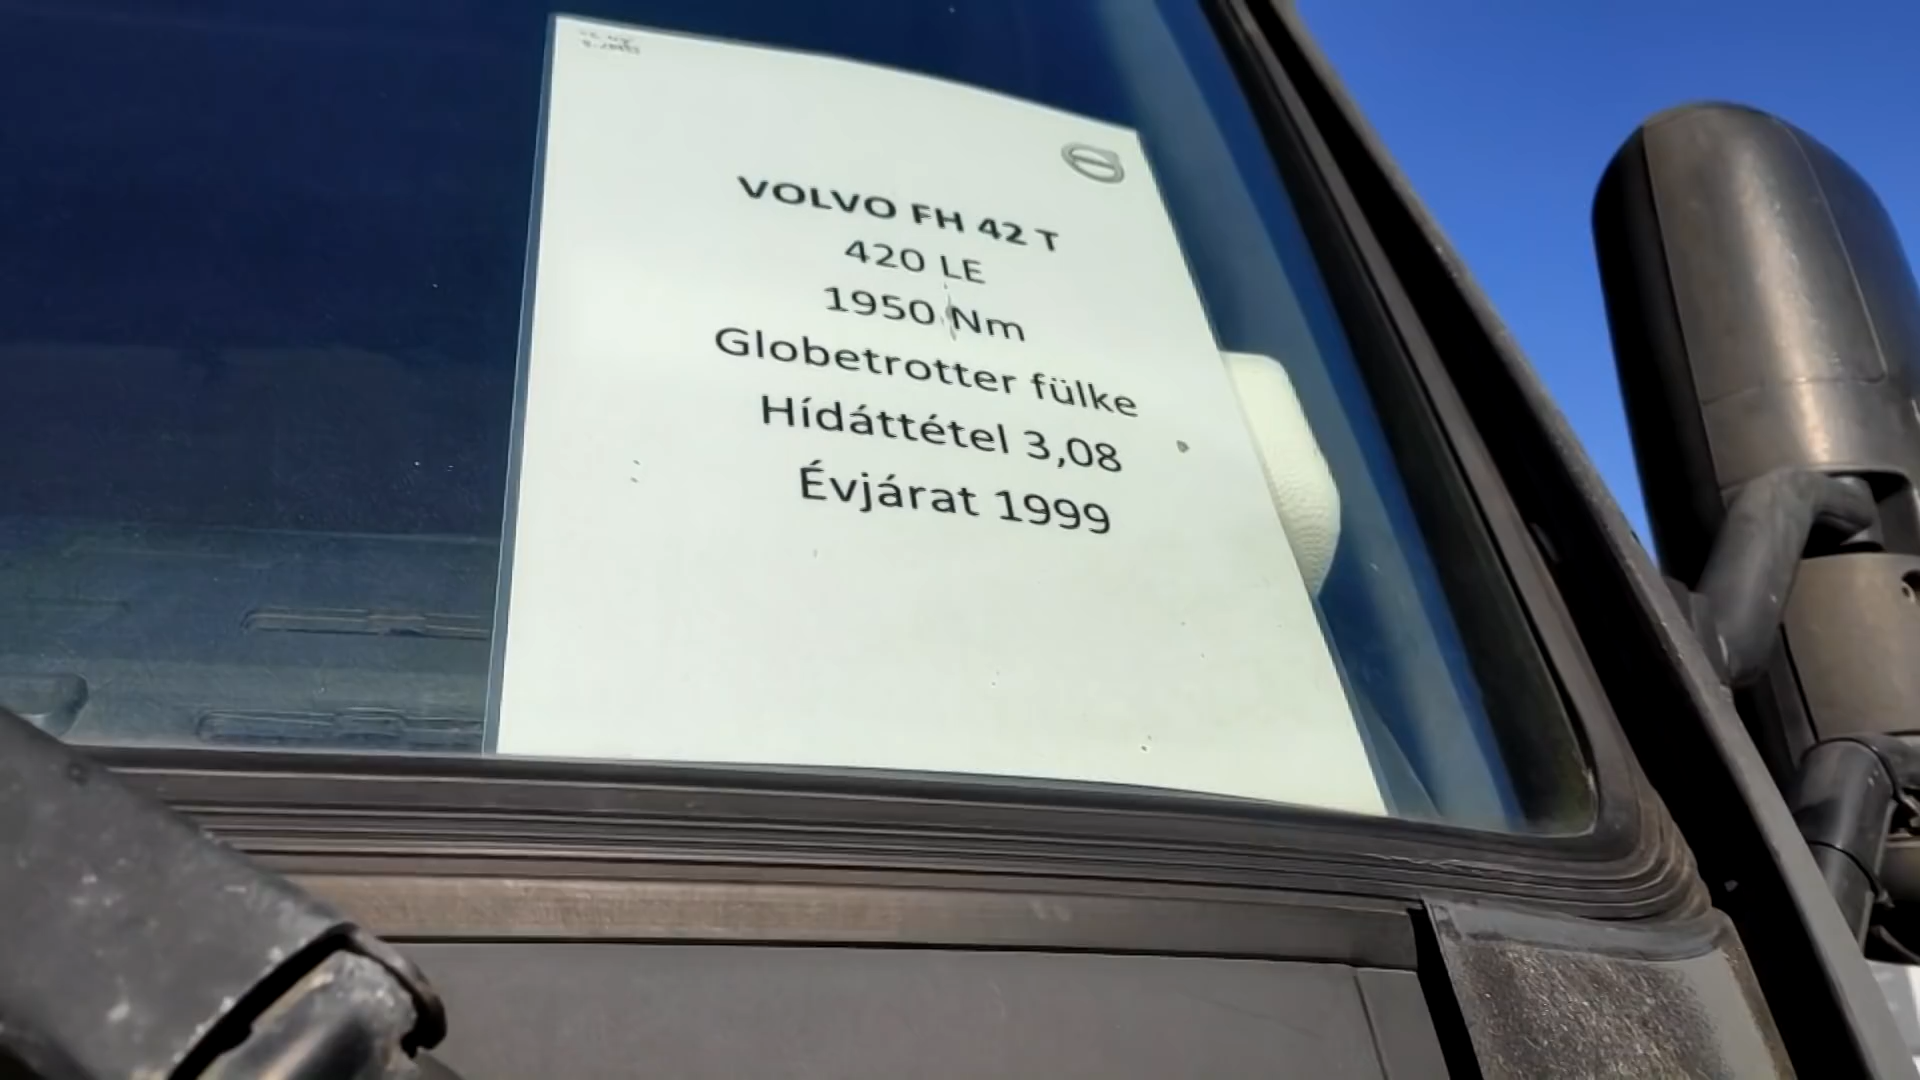 VOLVO FH 42 T
420 LE
1950 Nm
Globetrotter fülke
Hídáttétel 3,08
Évjárat 1999